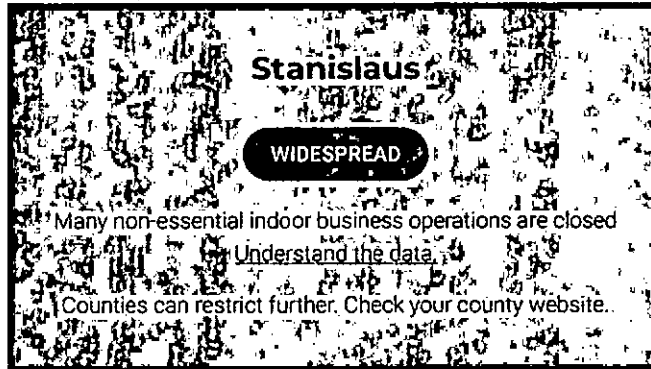 Stanislaus
WIDESPREAD
Many non-essential indoor business operations are closed
Understand the data.
Counties can restrict further. Check your county website.